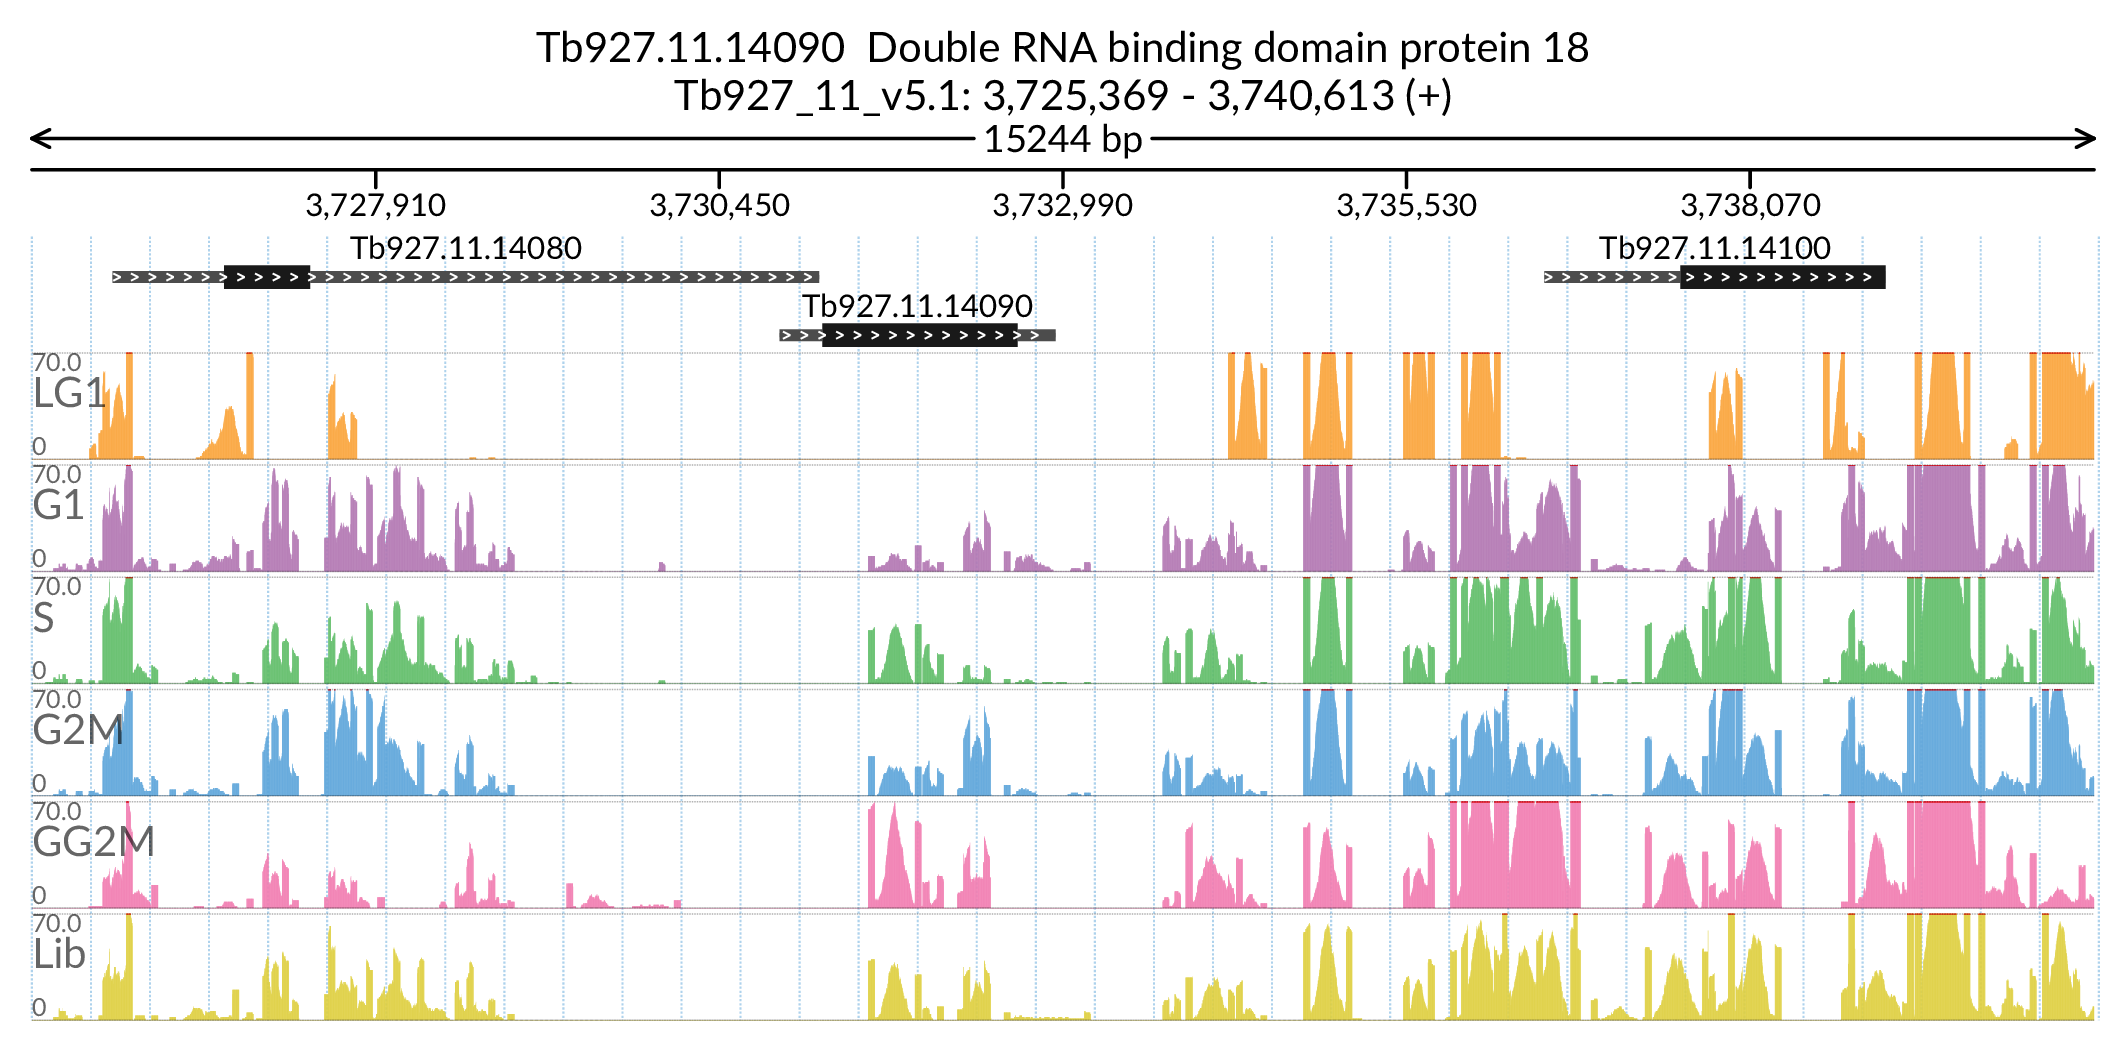 Tb927.11.14090  Double RNA binding domain protein 18
Tb927_11_v5.1: 3,725,369 - 3,740,613 (+)
15244 bp
3,727,910 3,730,450 3,732,990 3,735,530 3,738,070
Tb927.11.14080 Tb927.11.14100
Tb927.11.14090
70.0
LG1
0
70.0
G1
0
70.0
S
0
70.0
G2M
0
70.0
GG2M
0
70.0
Lib
0